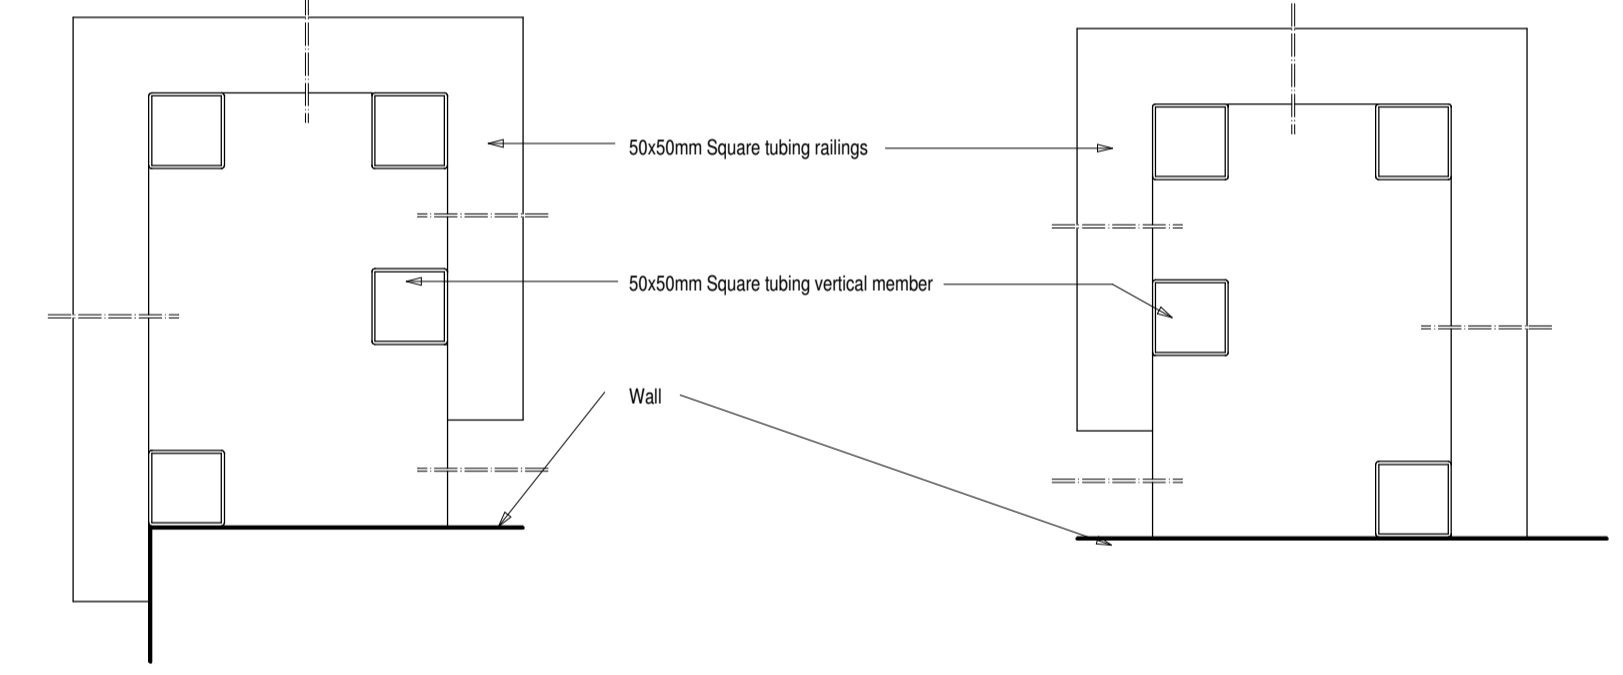 50x50mm Square tubing railings
50x50mm Square tubing vertical member
Wall